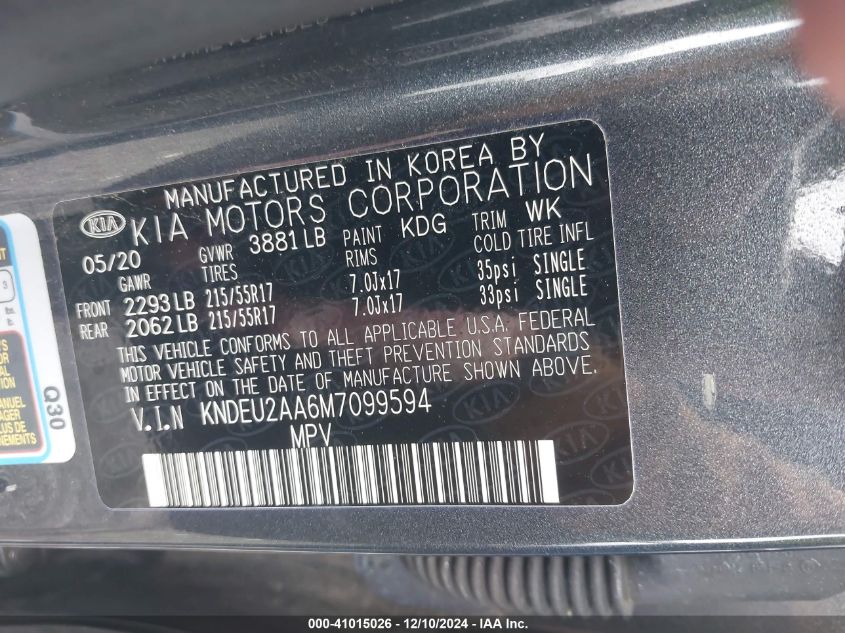 MANUFACTURED IN KOREA BY
KIA KIA MOTORS CORPORATION
05/20 GVWR 3881 LB PAINT KDG TRIM WK
GAWR TIRES RIMS COLD TIRE INFL
FRONT 2293 LB 215/55R17 7.0Jx17 35psi SINGLE
REAR 2062 LB 215/55R17 7.0Jx17 33psi SINGLE
THIS VEHICLE CONFORMS TO ALL APPLICABLE U.S.A. FEDERAL
MOTOR VEHICLE SAFETY AND THEFT PREVENTION STANDARDS
IN EFFECT ON THE DATE OF MANUFACTURE SHOWN ABOVE.
V.I.N KNDEU2AA6M7099594
MPV
Q30
3
000-41015026 - 12/10/2024 - IAA Inc.